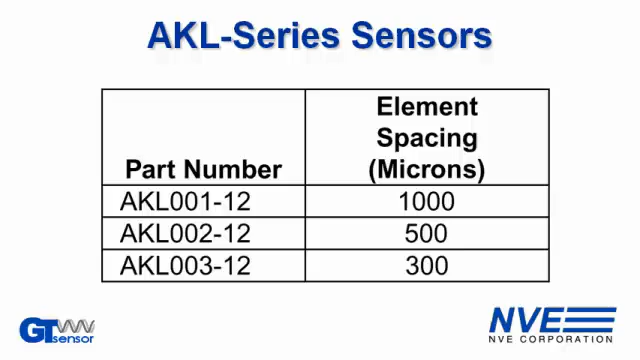 AKL-Series Sensors
Element
Spacing
Part Number (Microns)
AKL001-12 1000
AKL002-12 500
AKL003-12 300
GT sensor
NVE
NVE CORPORATION